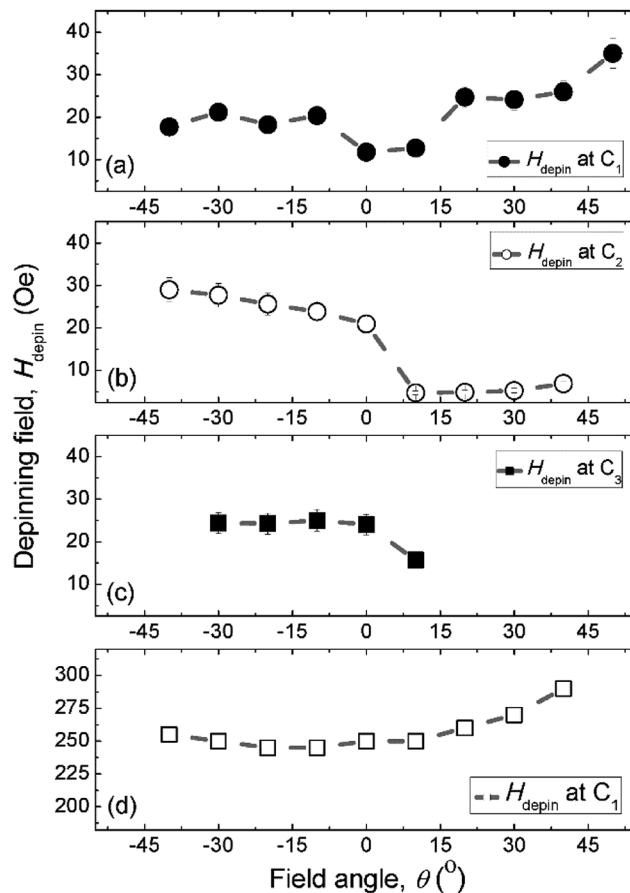 40
30
20
10
(a)
H_depin at C_1
-45 -30 -15 0 15 30 45
40
30
20
10
(b)
H_depin at C_2
-45 -30 -15 0 15 30 45
40
30
20
10
(c)
H_depin at C_3
-45 -30 -15 0 15 30 45
300
275
250
225
200
(d)
H_depin at C_1
-45 -30 -15 0 15 30 45
Depinning field, H_depin (Oe)
Field angle, θ (°)